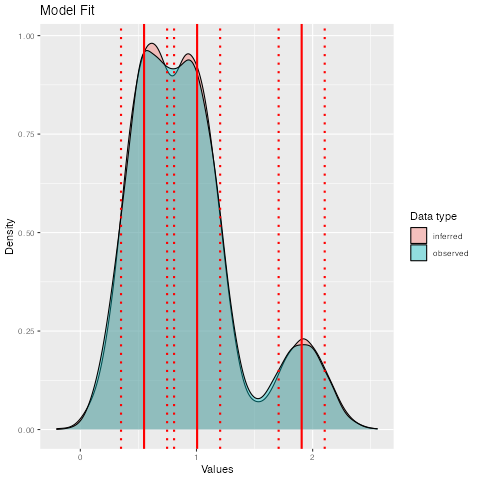 Model Fit
1.00
0.75
0.50
0.25
0.00
Density
0
1
2
Values
Data type
inferred
observed